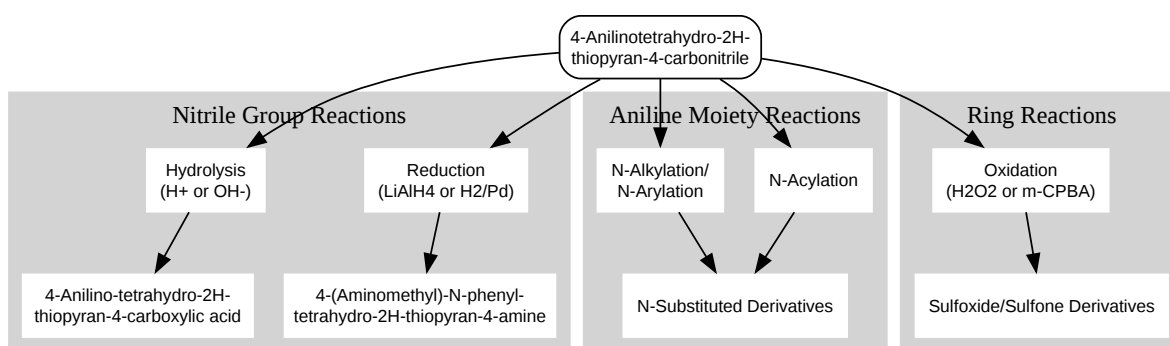 4-Anilinotetrahydro-2H-
thiopyran-4-carbonitrile
Nitrile Group Reactions
Aniline Moiety Reactions
Ring Reactions
Hydrolysis
(H+ or OH-)
Reduction
(LiAlH4 or H2/Pd)
N-Alkylation/
N-Arylation
N-Acylation
Oxidation
(H2O2 or m-CPBA)
4-Anilino-tetrahydro-2H-
thiopyran-4-carboxylic acid
4-(Aminomethyl)-N-phenyl-
tetrahydro-2H-thiopyran-4-amine
N-Substituted Derivatives
Sulfoxide/Sulfone Derivatives